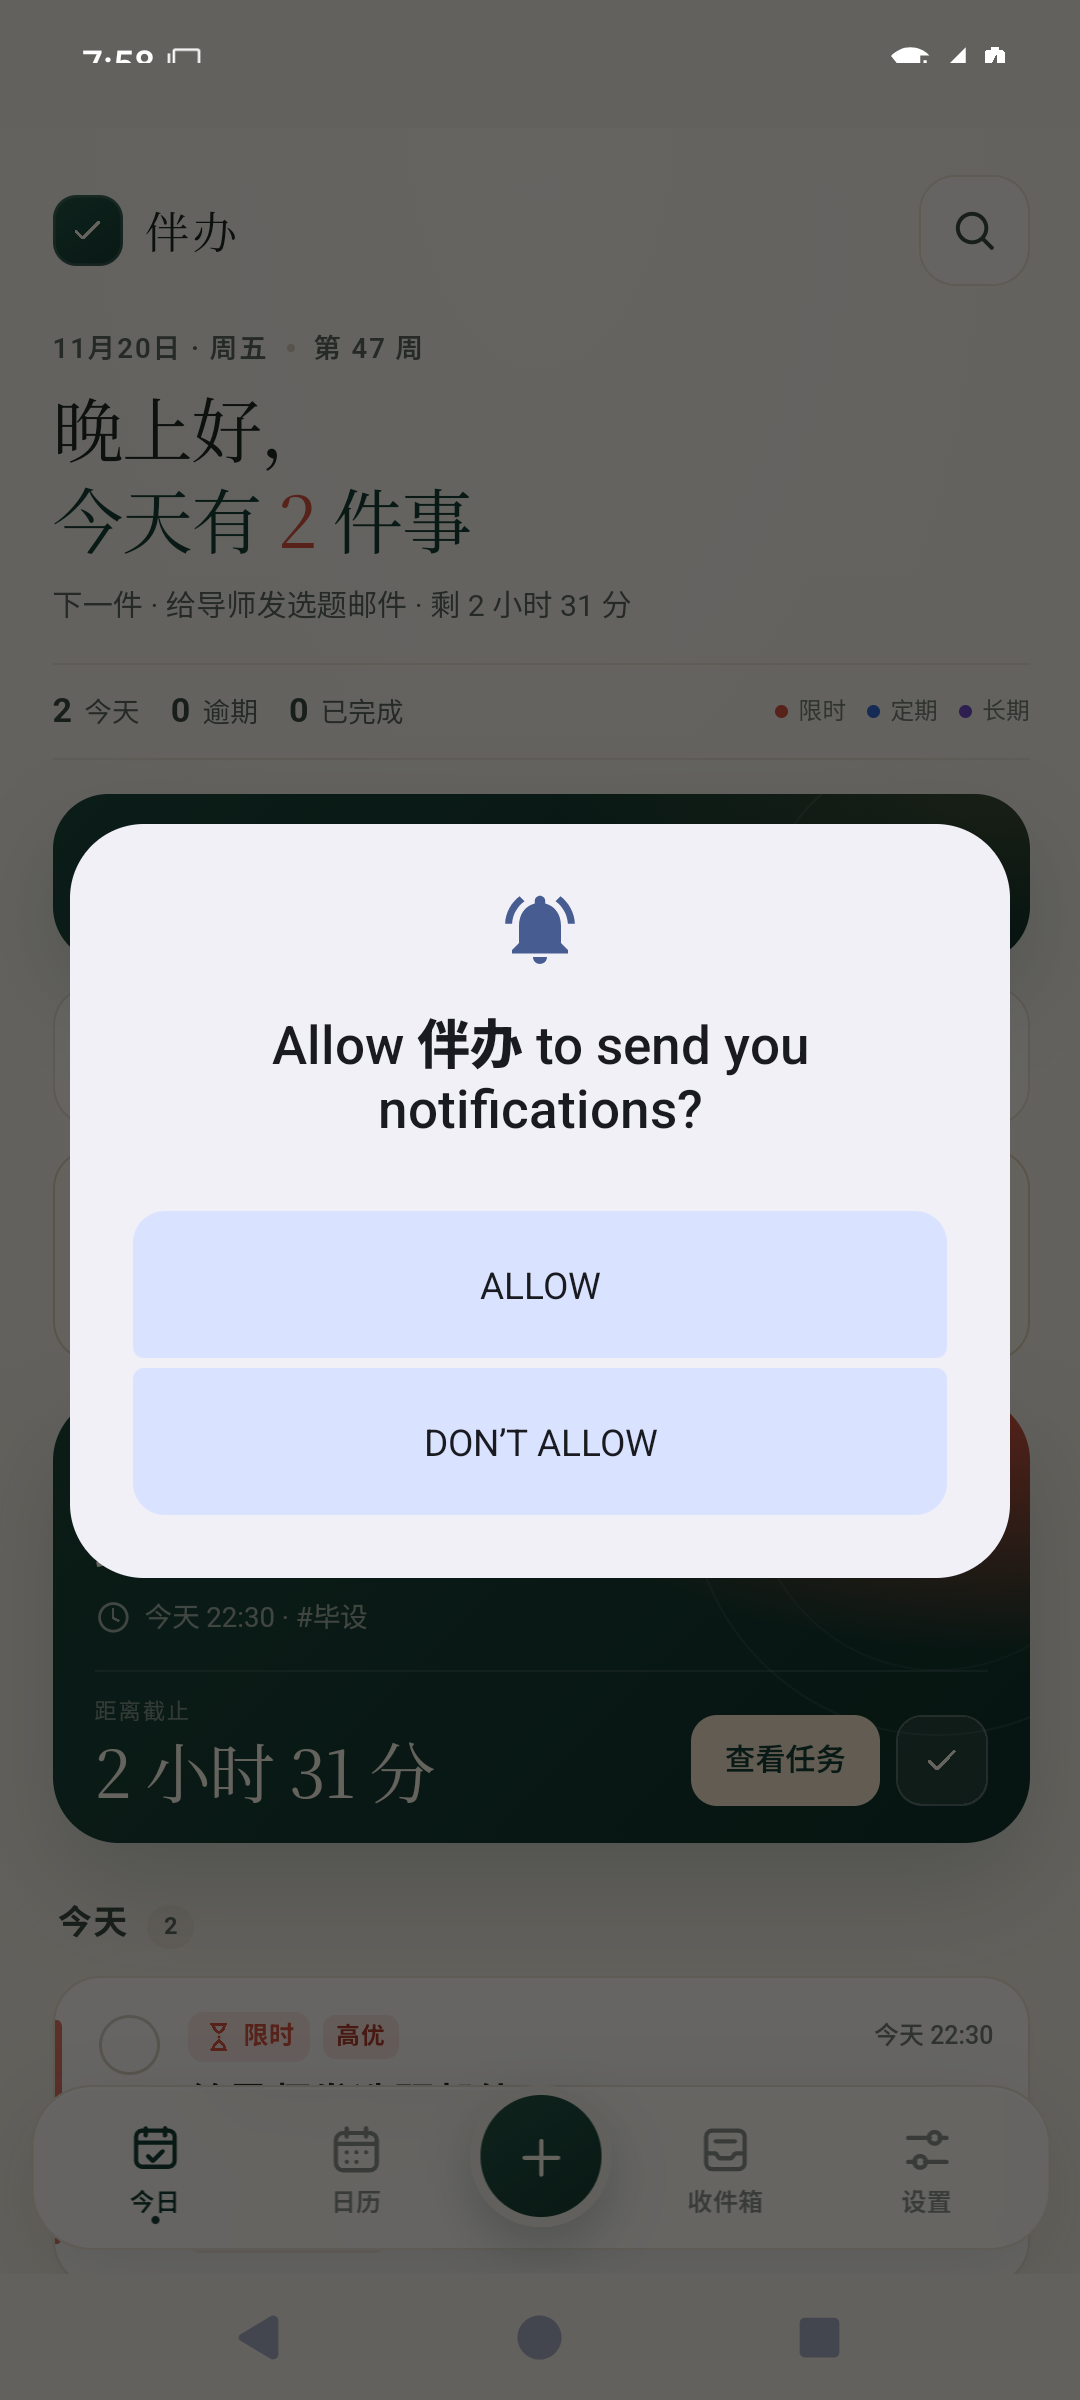 伴办
11月20日 · 周五 • 第 47 周
晚上好，
今天有 2 件事
下一件 · 给导师发选题邮件 · 剩 2 小时 31 分
2 今天 0 逾期 0 已完成
限时 定期 长期
Allow 伴办 to send you
notifications?
ALLOW
DON’T ALLOW
今天 22:30 · #毕设
距离截止
2 小时 31 分
查看任务
今天 2
限时 高优 今天 22:30
今日 日历 收件箱 设置